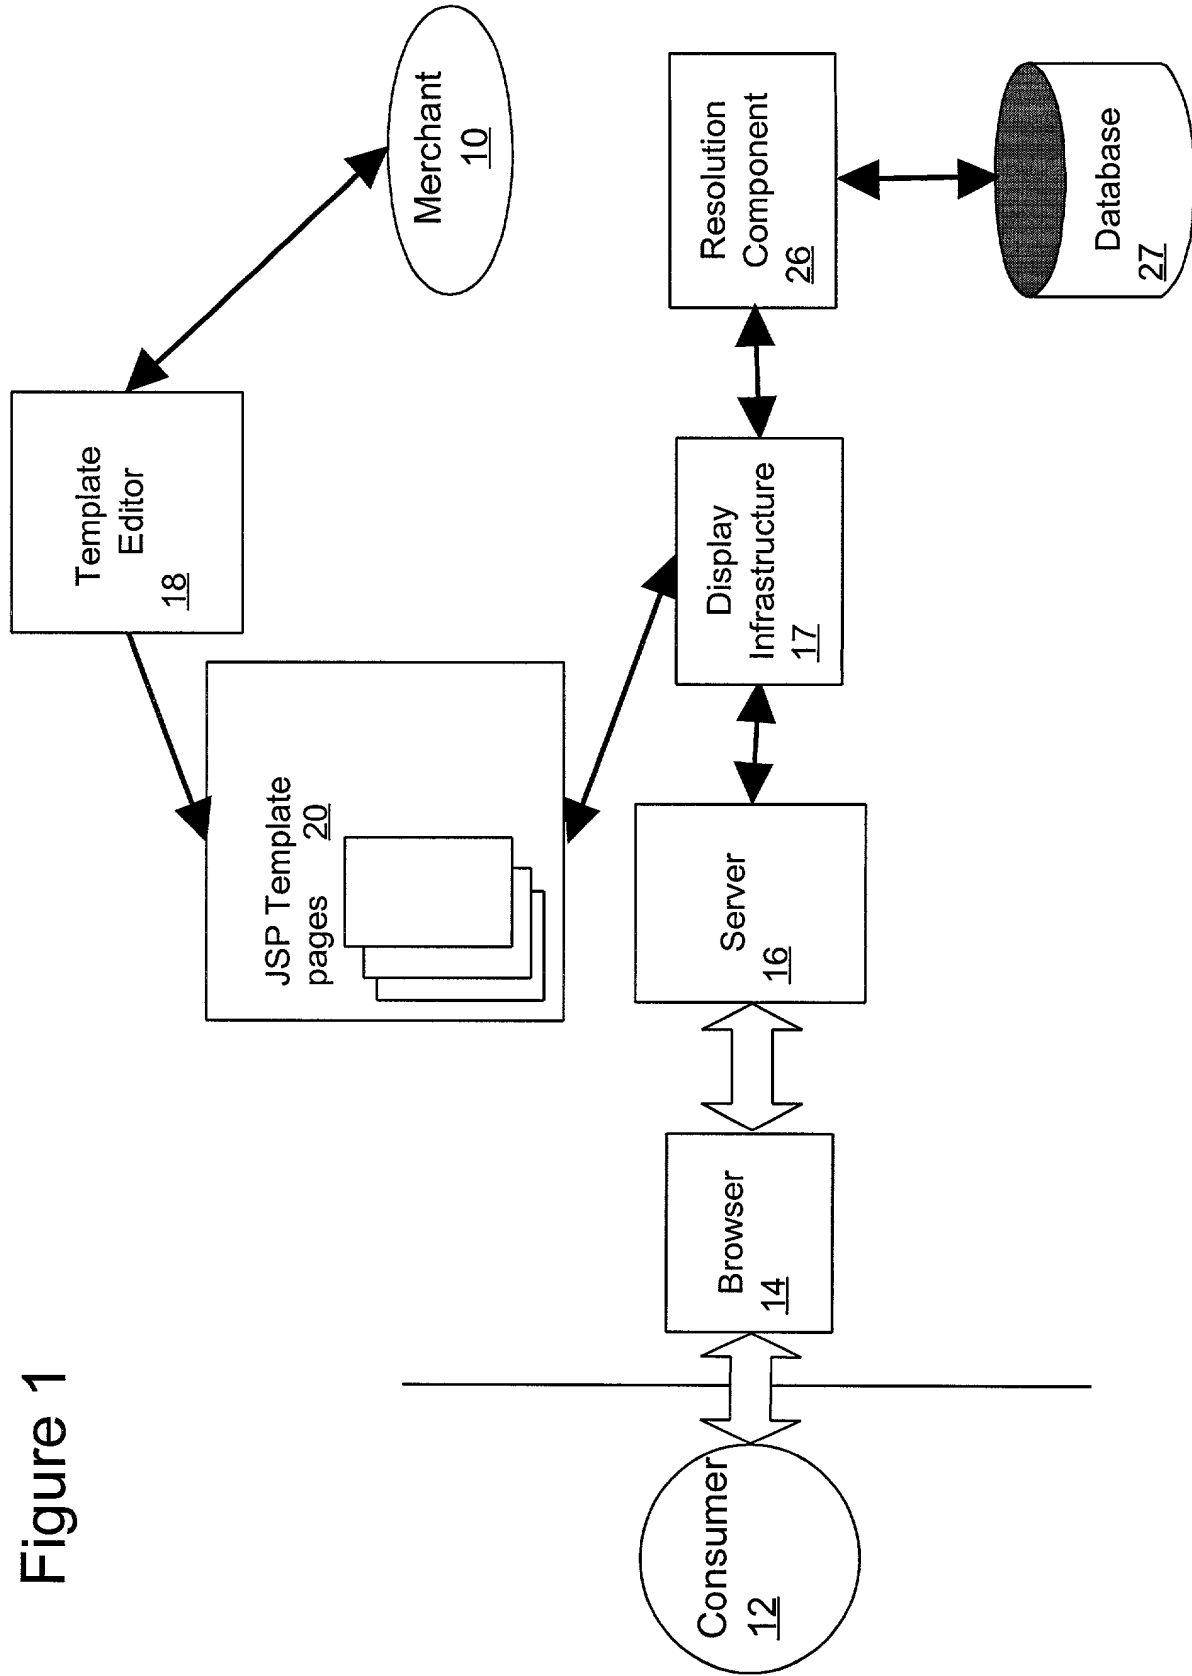 Figure 1
Template
Editor
18
Merchant
10
JSP Template
pages 20
Consumer
12
Browser
14
Server
16
Display
Infrastructure
17
Resolution
Component
26
Database
27